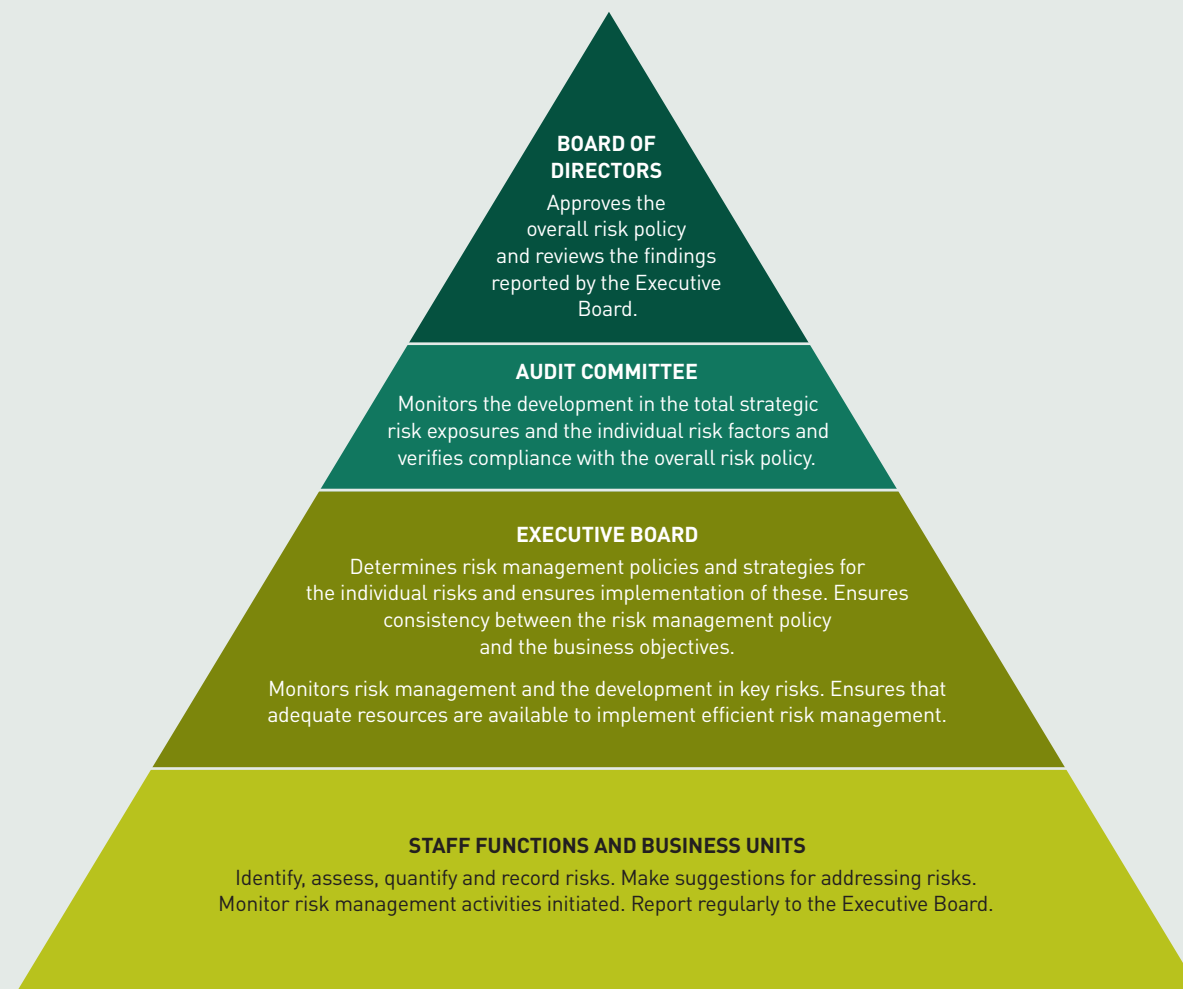 BOARD OF
DIRECTORS
Approves the
overall risk policy
and reviews the findings
reported by the Executive
Board.
AUDIT COMMITTEE
Monitors the development in the total strategic
risk exposures and the individual risk factors and
verifies compliance with the overall risk policy.
EXECUTIVE BOARD
Determines risk management policies and strategies for
the individual risks and ensures implementation of these. Ensures
consistency between the risk management policy
and the business objectives.
Monitors risk management and the development in key risks. Ensures that
adequate resources are available to implement efficient risk management.
STAFF FUNCTIONS AND BUSINESS UNITS
Identify, assess, quantify and record risks. Make suggestions for addressing risks.
Monitor risk management activities initiated. Report regularly to the Executive Board.